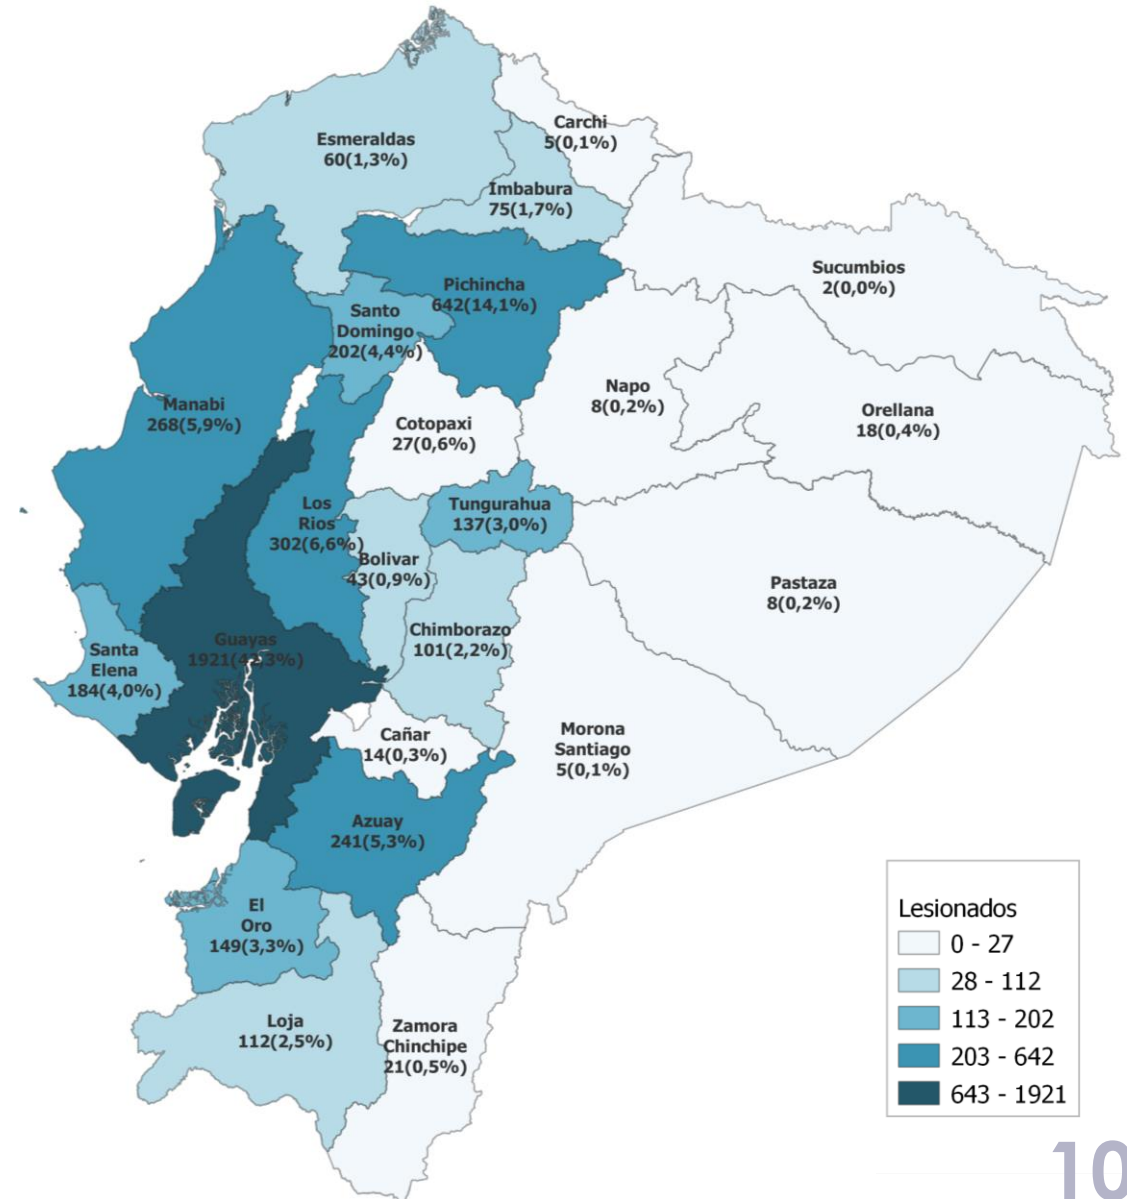 Carchi
5(0,1%)
Esmeraldas
60(1,3%)
Imbabura
75(1,7%)
Sucumbios
2(0,0%)
Pichincha
642(14,1%)
Santo
Domingo
202(4,4%)
Napo
8(0,2%)
Manabi
268(5,9%)
Orellana
18(0,4%)
Cotopaxi
27(0,6%)
Los
Rios
302(6,6%)
Tungurahua
137(3,0%)
Bolivar
43(0,9%)
Pastaza
8(0,2%)
Chimborazo
101(2,2%)
Guayas
1921(42,3%)
Santa
Elena
184(4,0%)
Cañar
14(0,3%)
Morona
Santiago
5(0,1%)
Azuay
241(5,3%)
El
Oro
149(3,3%)
Loja
112(2,5%)
Zamora
Chinchipe
21(0,5%)
Lesionados
0 - 27
28 - 112
113 - 202
203 - 642
643 - 1921
10